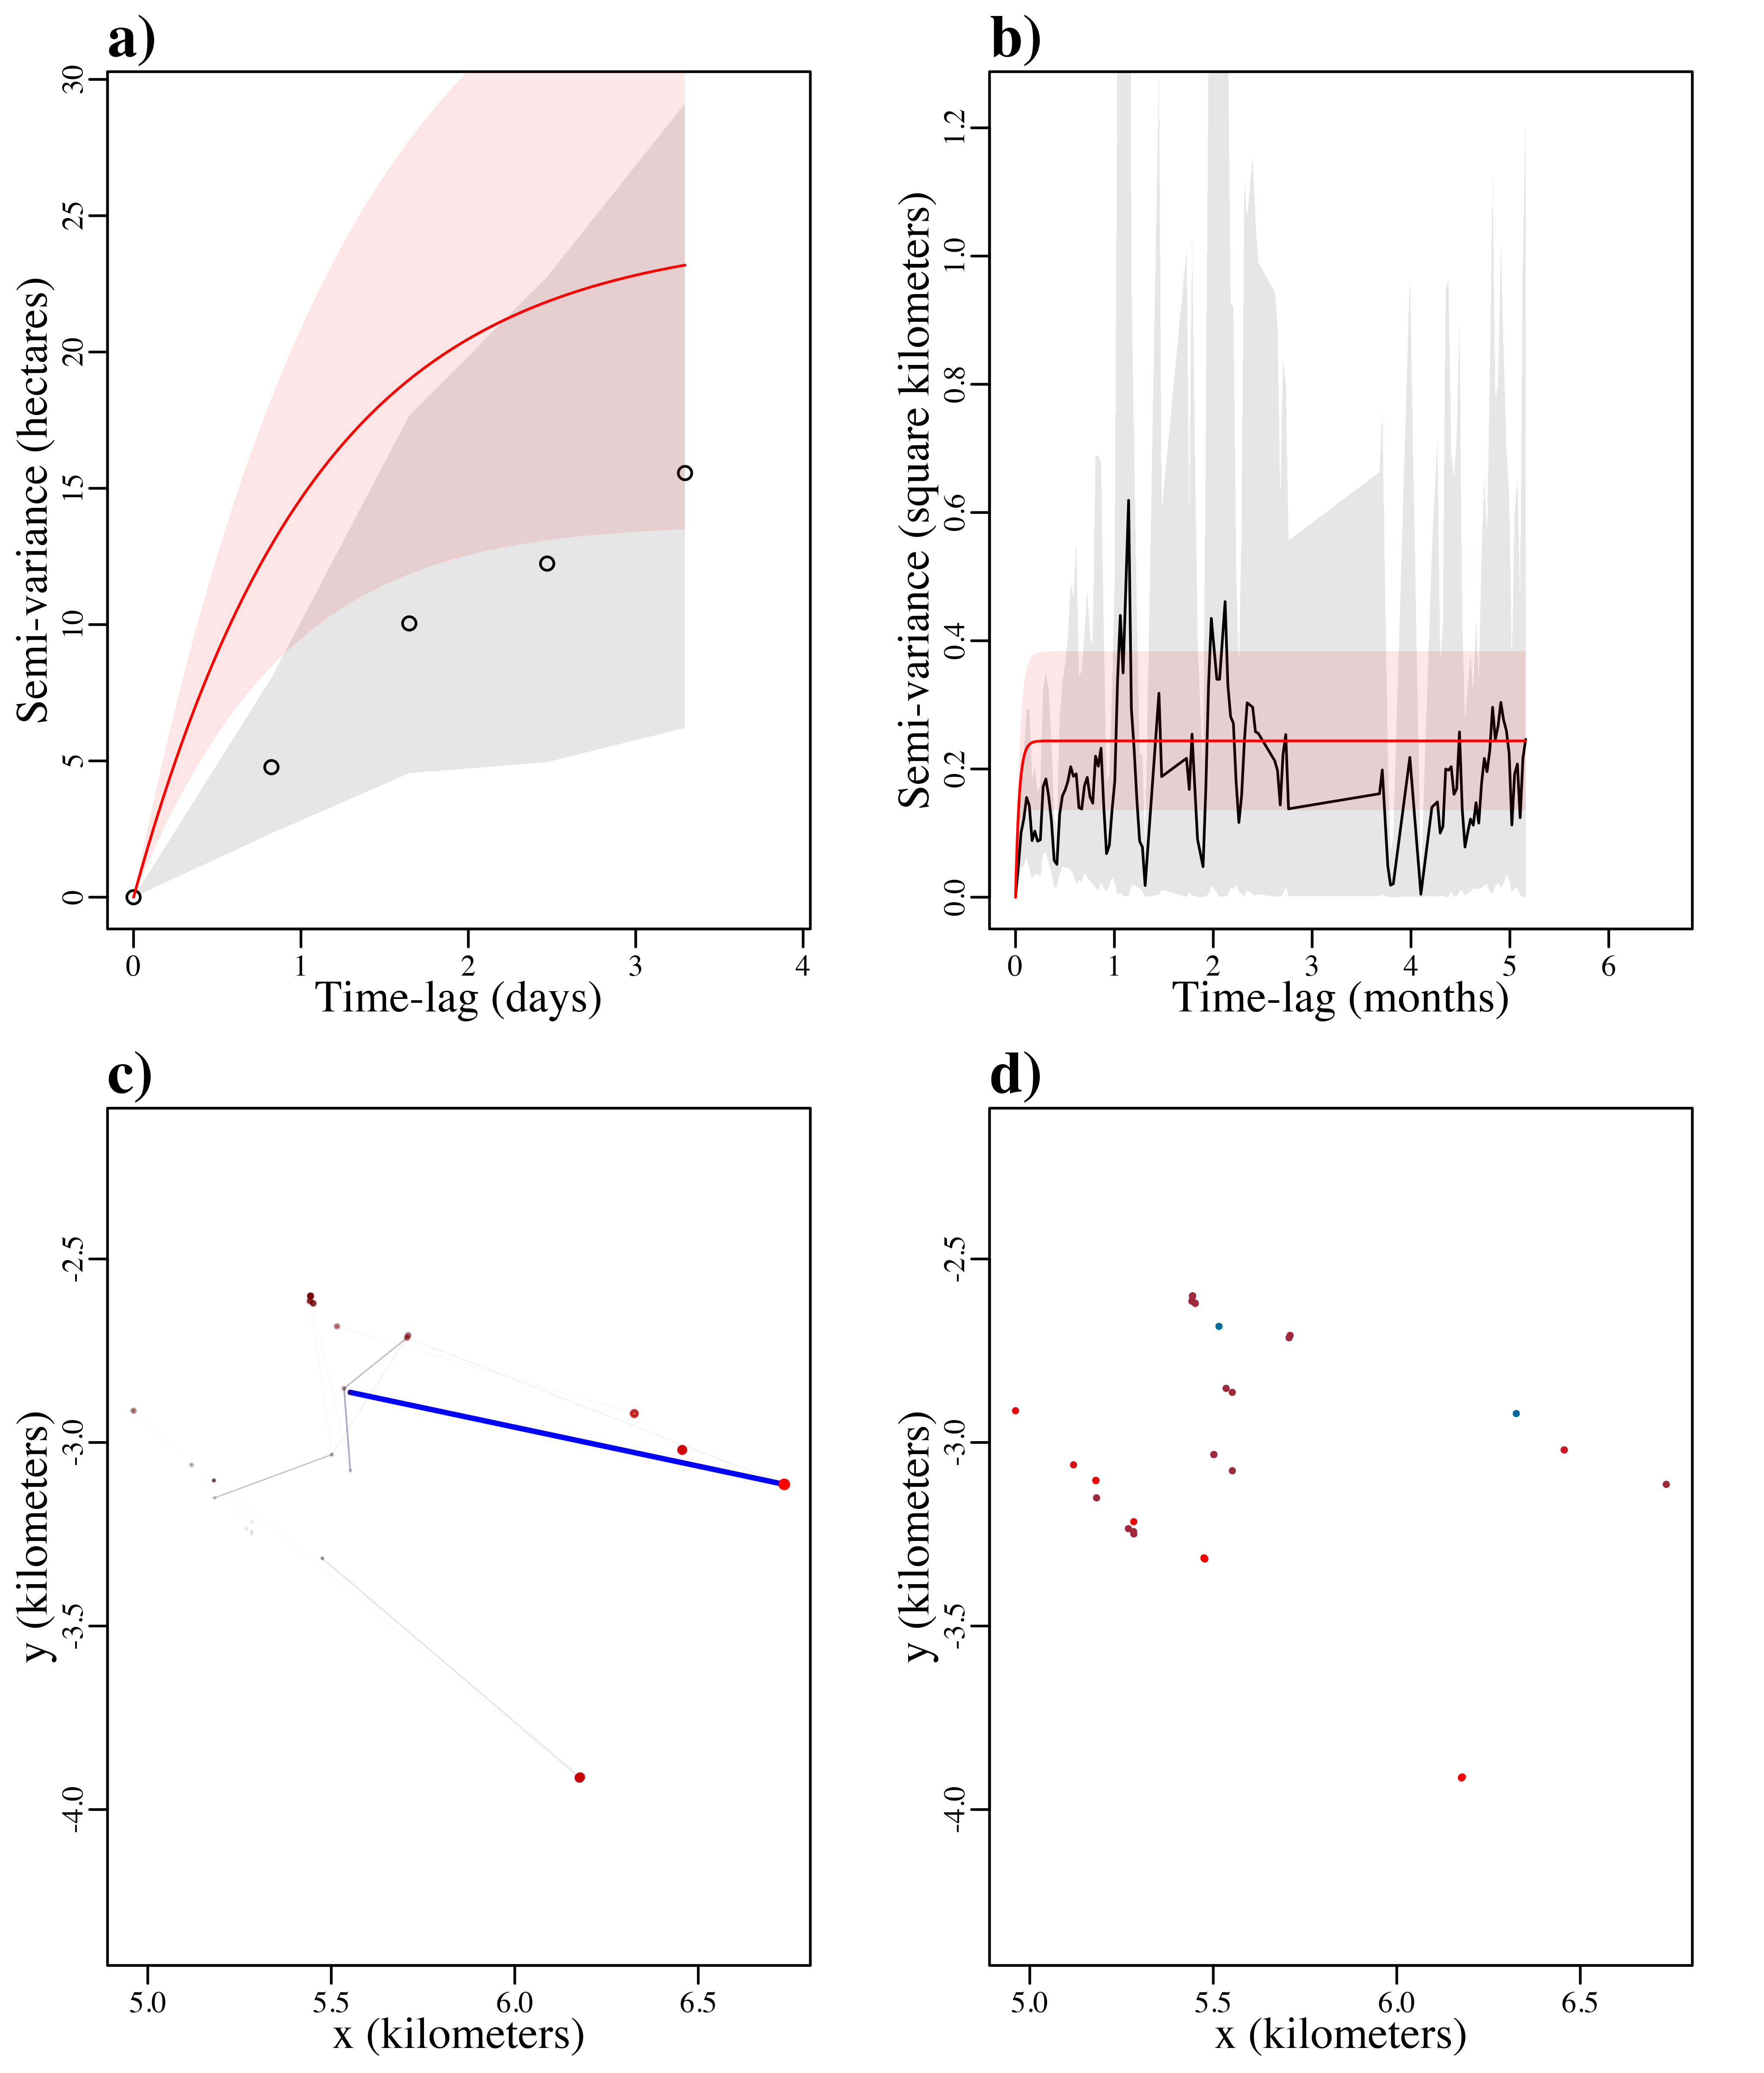 a)
Semi-variance (hectares)
30
25
20
15
10
5
0
0 1 2 3 4
Time-lag (days)
b)
Semi-variance (square kilometers)
1.2
1.0
0.8
0.6
0.4
0.2
0.0
0 1 2 3 4 5 6
Time-lag (months)
c)
y (kilometers)
-2.5
-3.0
-3.5
-4.0
5.0 5.5 6.0 6.5
x (kilometers)
d)
y (kilometers)
-2.5
-3.0
-3.5
-4.0
5.0 5.5 6.0 6.5
x (kilometers)